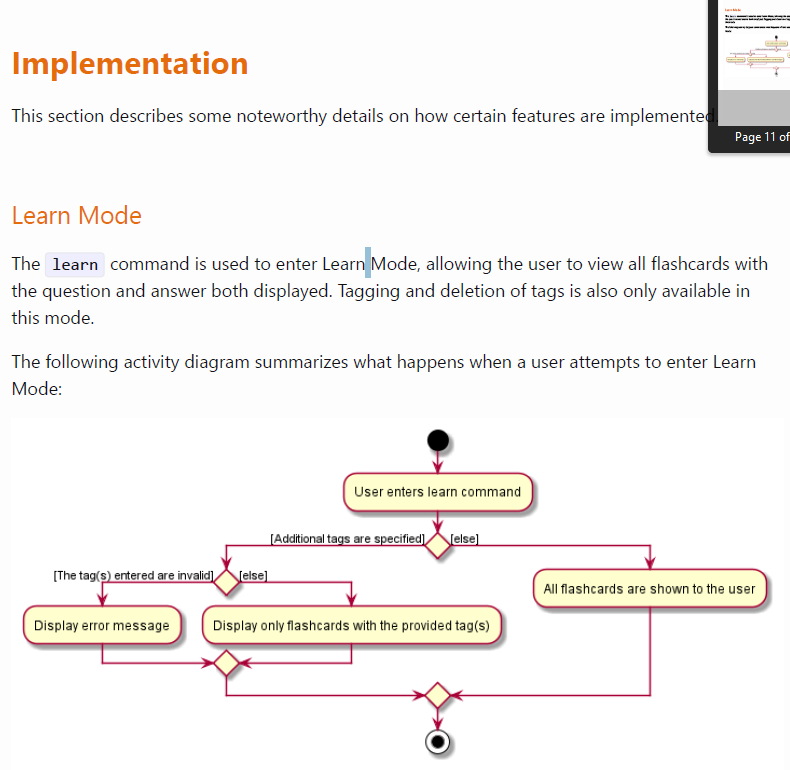 Implementation
This section describes some noteworthy details on how certain features are implemented.
Page 11 of
Learn Mode
The learn command is used to enter Learn Mode, allowing the user to view all flashcards with
the question and answer both displayed. Tagging and deletion of tags is also only available in
this mode.
The following activity diagram summarizes what happens when a user attempts to enter Learn
Mode:
User enters learn command
[Additional tags are specified]
[else]
[The tag(s) entered are invalid]
[else]
All flashcards are shown to the user
Display error message
Display only flashcards with the provided tag(s)